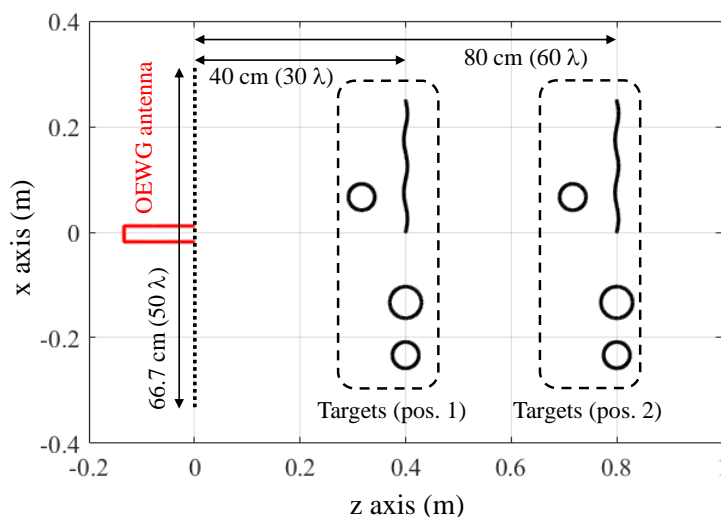 0.4
0.2
0
-0.2
-0.4
x axis (m)
-0.2
0
0.2
0.4
0.6
0.8
1
z axis (m)
OEWG antenna
66.7 cm (50 λ)
40 cm (30 λ)
80 cm (60 λ)
Targets (pos. 1)
Targets (pos. 2)